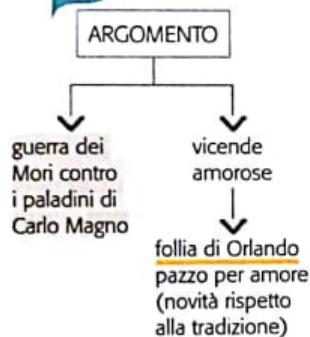 ARGOMENTO
guerra dei
Mori contro
i paladini di
Carlo Magno
vicende
amorose
follia di Orlando
pazzo per amore
(novità rispetto
alla tradizione)